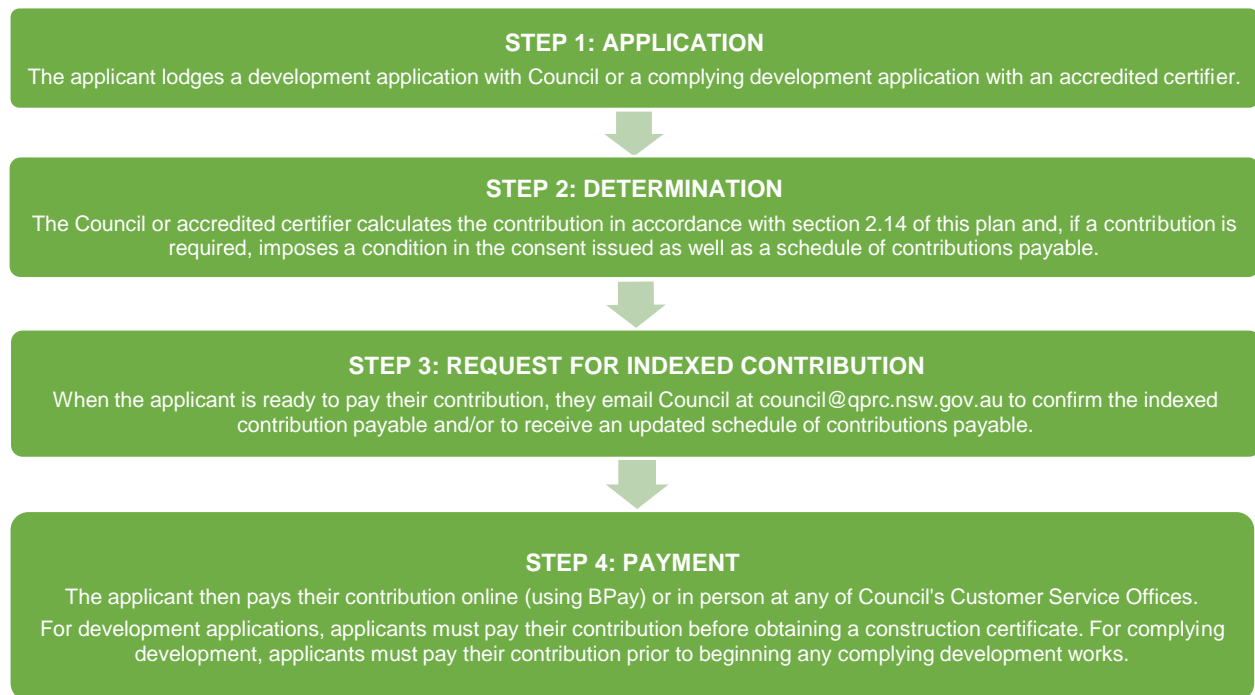 STEP 1: APPLICATION
The applicant lodges a development application with Council or a complying development application with an accredited certifier.
STEP 2: DETERMINATION
The Council or accredited certifier calculates the contribution in accordance with section 2.14 of this plan and, if a contribution is
required, imposes a condition in the consent issued as well as a schedule of contributions payable.
STEP 3: REQUEST FOR INDEXED CONTRIBUTION
When the applicant is ready to pay their contribution, they email Council at council@qprc.nsw.gov.au to confirm the indexed
contribution payable and/or to receive an updated schedule of contributions payable.
STEP 4: PAYMENT
The applicant then pays their contribution online (using BPay) or in person at any of Council's Customer Service Offices.
For development applications, applicants must pay their contribution before obtaining a construction certificate. For complying
development, applicants must pay their contribution prior to beginning any complying development works.